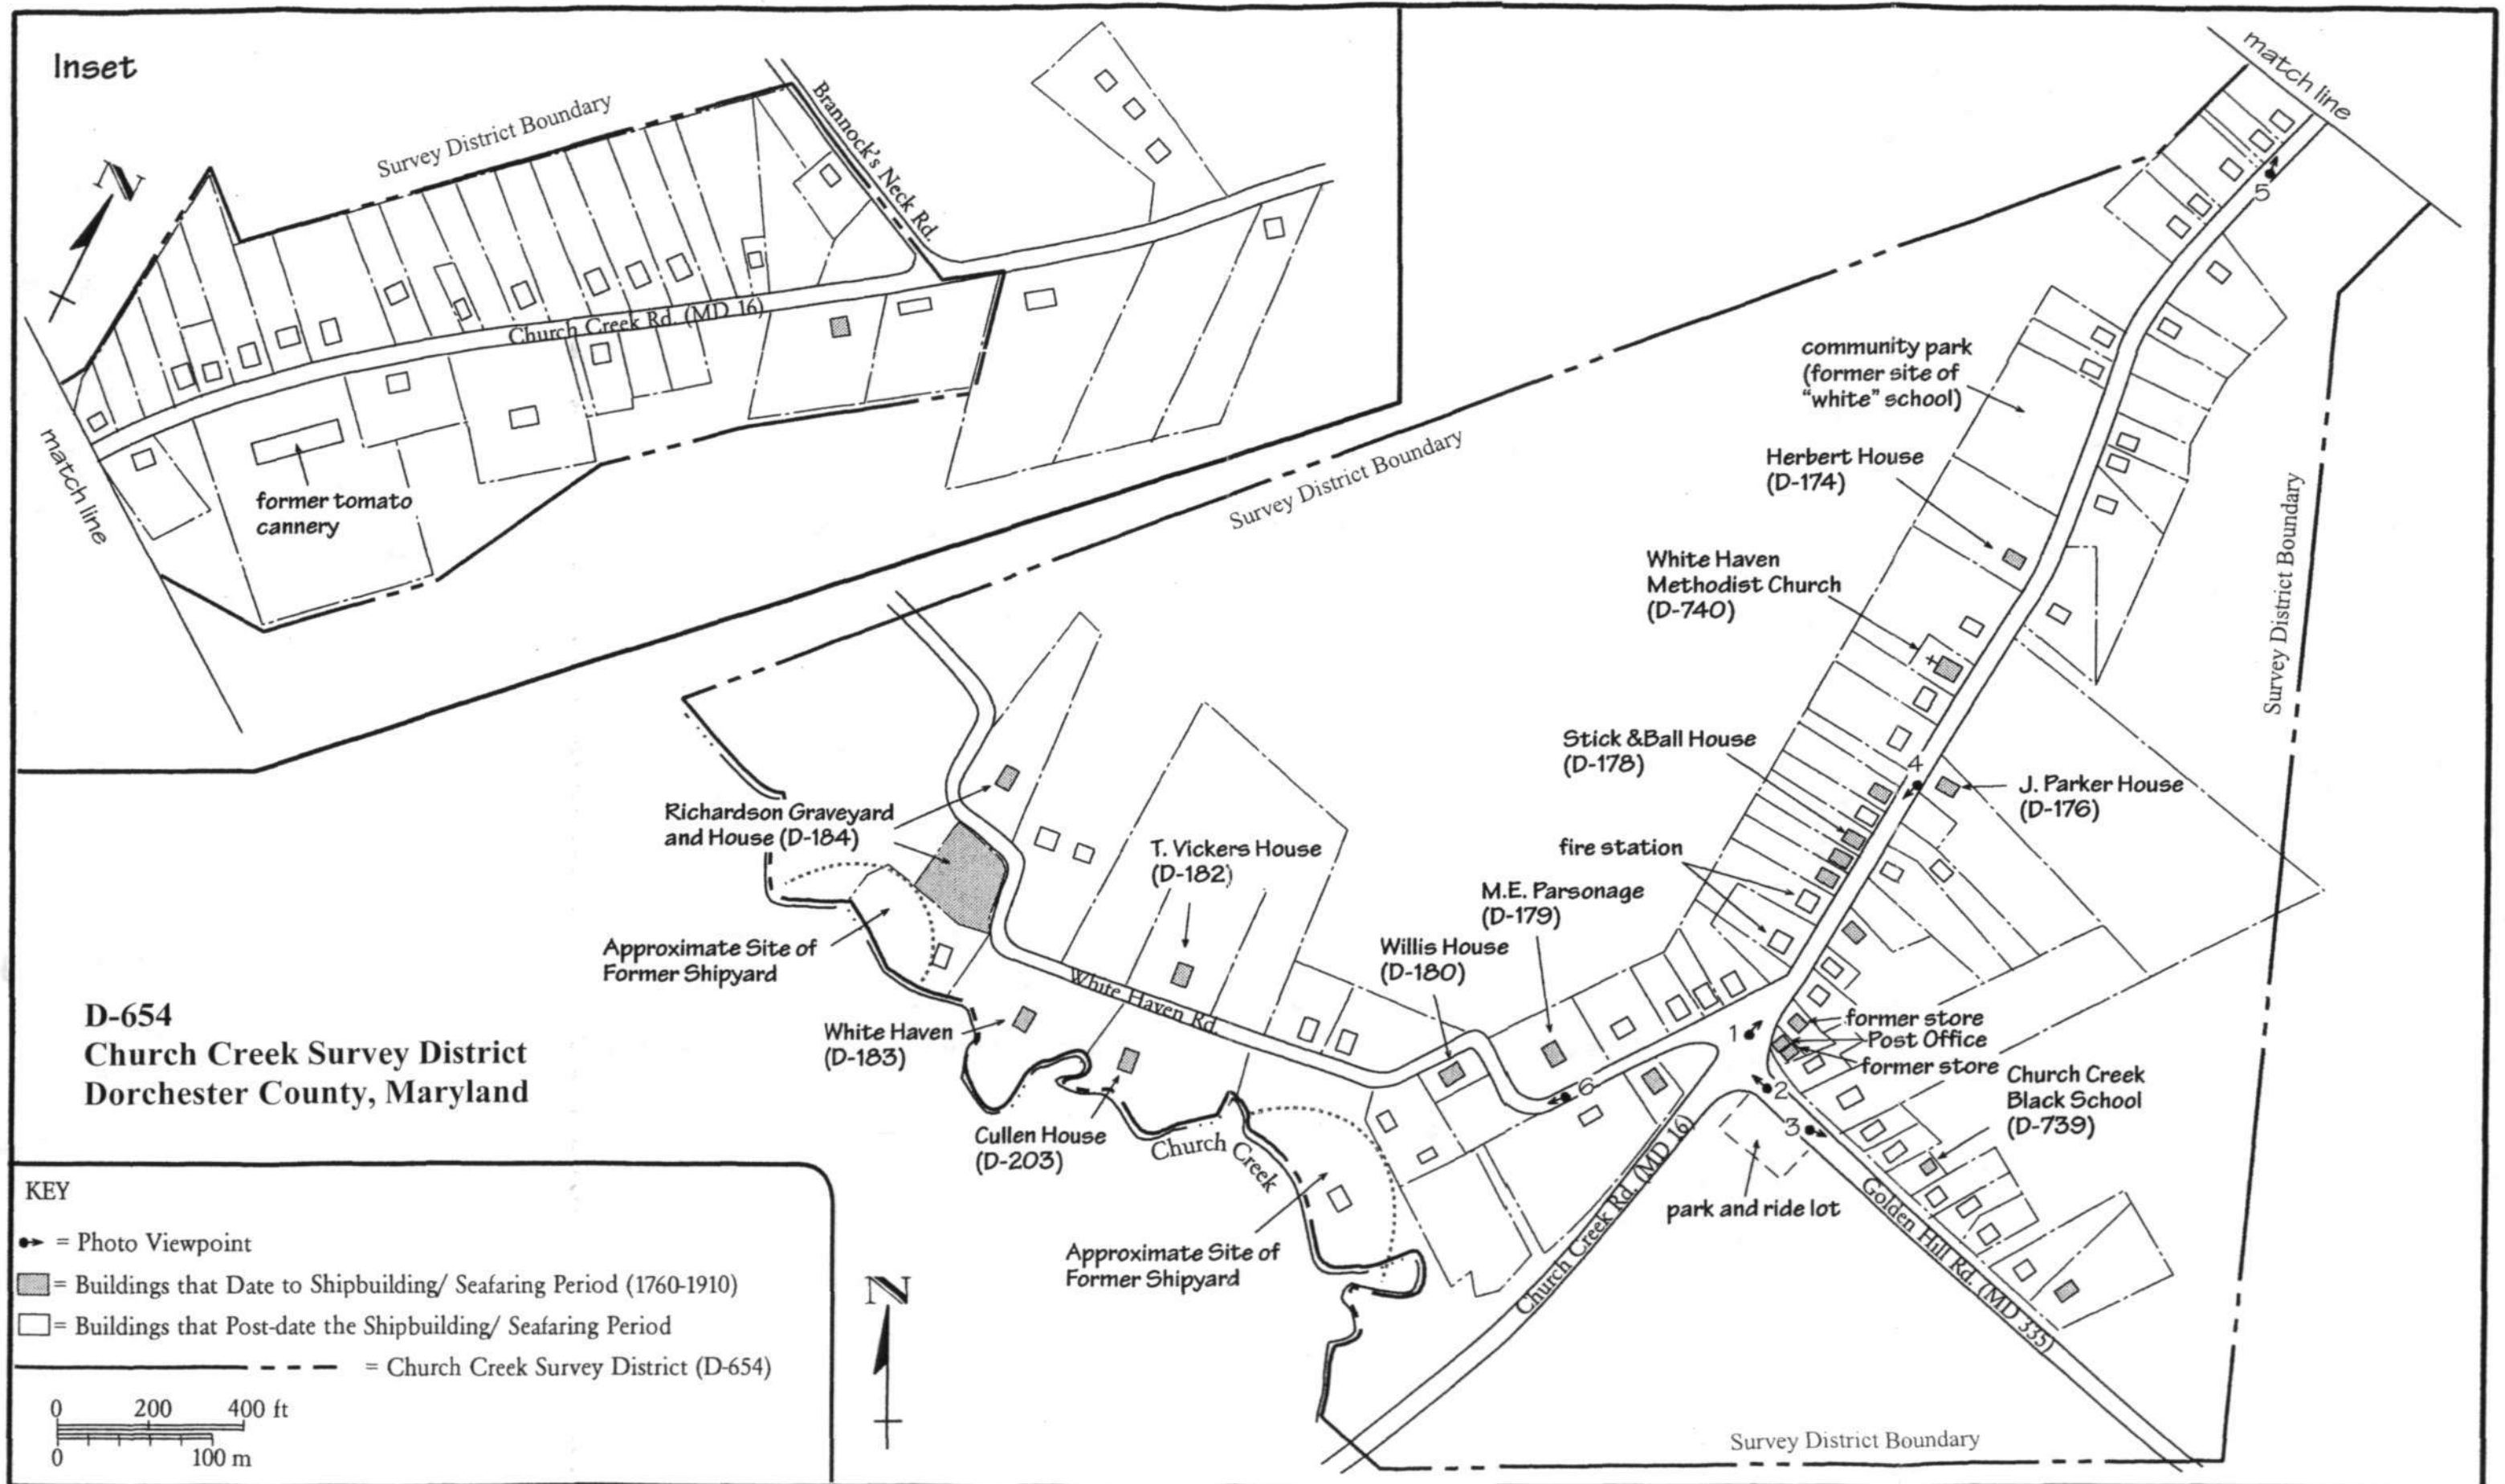 Inset
N
Survey District Boundary
Brannock's Neck Rd.
Church Creek Rd. (MD 16)
match line
former tomato
cannery
match line
5
Survey District Boundary
community park
(former site of
"white" school)
Herbert House
(D-174)
White Haven
Methodist Church
(D-740)
Survey District Boundary
Stick &Ball House
(D-178)
4
J. Parker House
(D-176)
fire station
M.E. Parsonage
(D-179)
Willis House
(D-180)
T. Vickers House
(D-182)
Richardson Graveyard
and House (D-184)
Approximate Site of
Former Shipyard
White Haven Rd
White Haven
(D-183)
Cullen House
(D-203)
Church Creek
Approximate Site of
Former Shipyard
6
1
former store
Post Office
former store
2
3
Church Creek
Black School
(D-739)
park and ride lot
Church Creek Rd. (MD 16)
Golden Hill Rd. (MD 335)
Survey District Boundary
D-654
Church Creek Survey District
Dorchester County, Maryland
KEY
= Photo Viewpoint
= Buildings that Date to Shipbuilding/ Seafaring Period (1760-1910)
= Buildings that Post-date the Shipbuilding/ Seafaring Period
= Church Creek Survey District (D-654)
0 200 400 ft
0 100 m
N